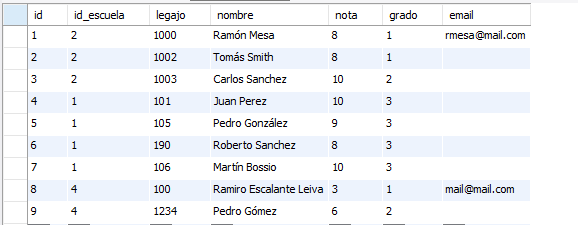 id id_escuela legajo nombre nota grado email
1 2 1000 Ramón Mesa 8 1 rmesa@mail.com
2 2 1002 Tomás Smith 8 1
3 2 1003 Carlos Sanchez 10 2
4 1 101 Juan Perez 10 3
5 1 105 Pedro González 9 3
6 1 190 Roberto Sanchez 8 3
7 1 106 Martín Bossio 10 3
8 4 100 Ramiro Escalante Leiva 3 1 mail@mail.com
9 4 1234 Pedro Gómez 6 2